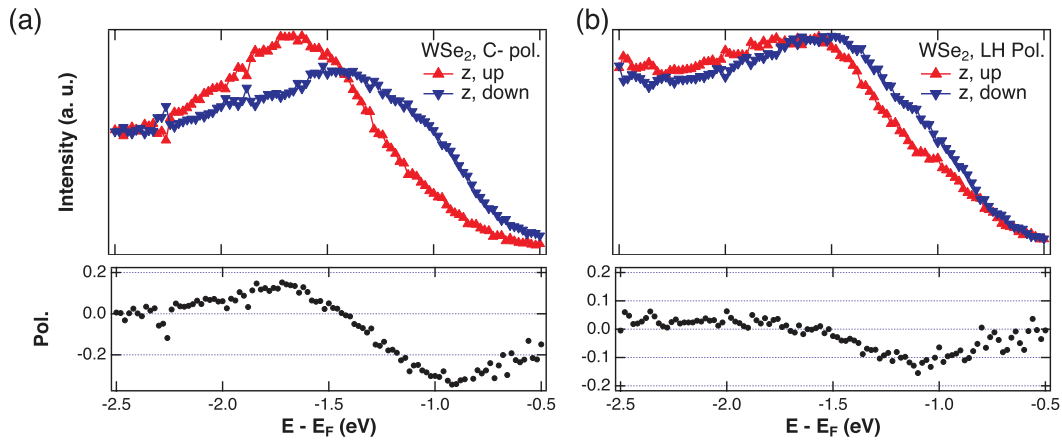 (a)
WSe2, C- pol.
z, up
z, down
Intensity (a. u.)
0.2
0.0
-0.2
Pol.
-2.5 -2.0 -1.5 -1.0 -0.5
E - EF (eV)
(b)
WSe2, LH Pol.
z, up
z, down
0.2
0.1
0.0
-0.1
-0.2
-2.5 -2.0 -1.5 -1.0 -0.5
E - EF (eV)